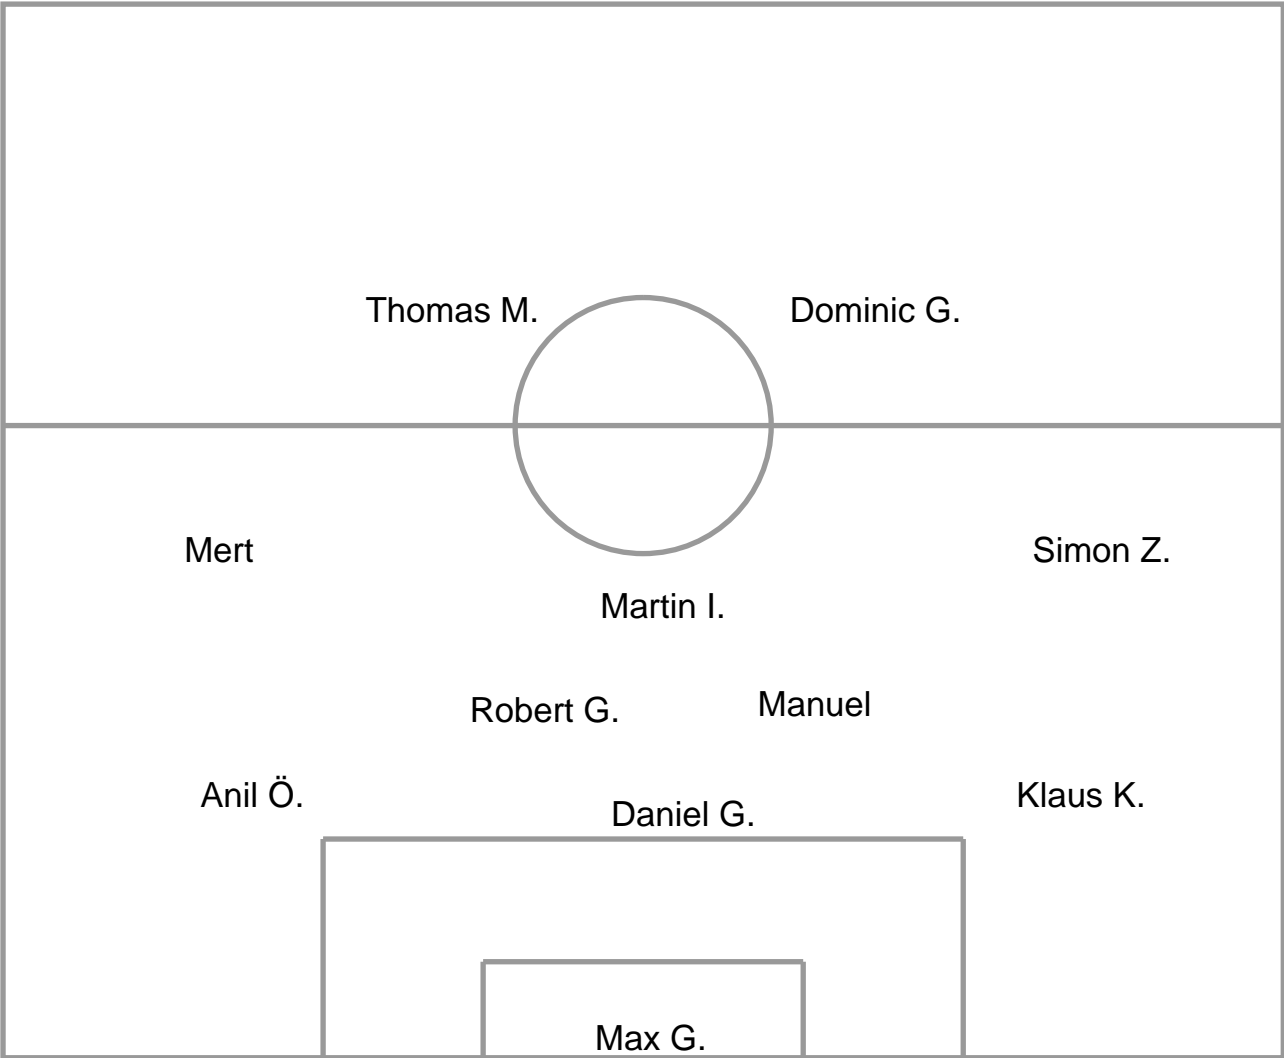 Thomas M.
Dominic G.
Mert
Simon Z.
Martin I.
Robert G.
Manuel
Anil Ö.
Klaus K.
Daniel G.
Max G.